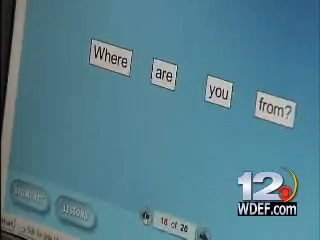 Where are you from?
LESSONS
16 of 20
12
WDEF.com